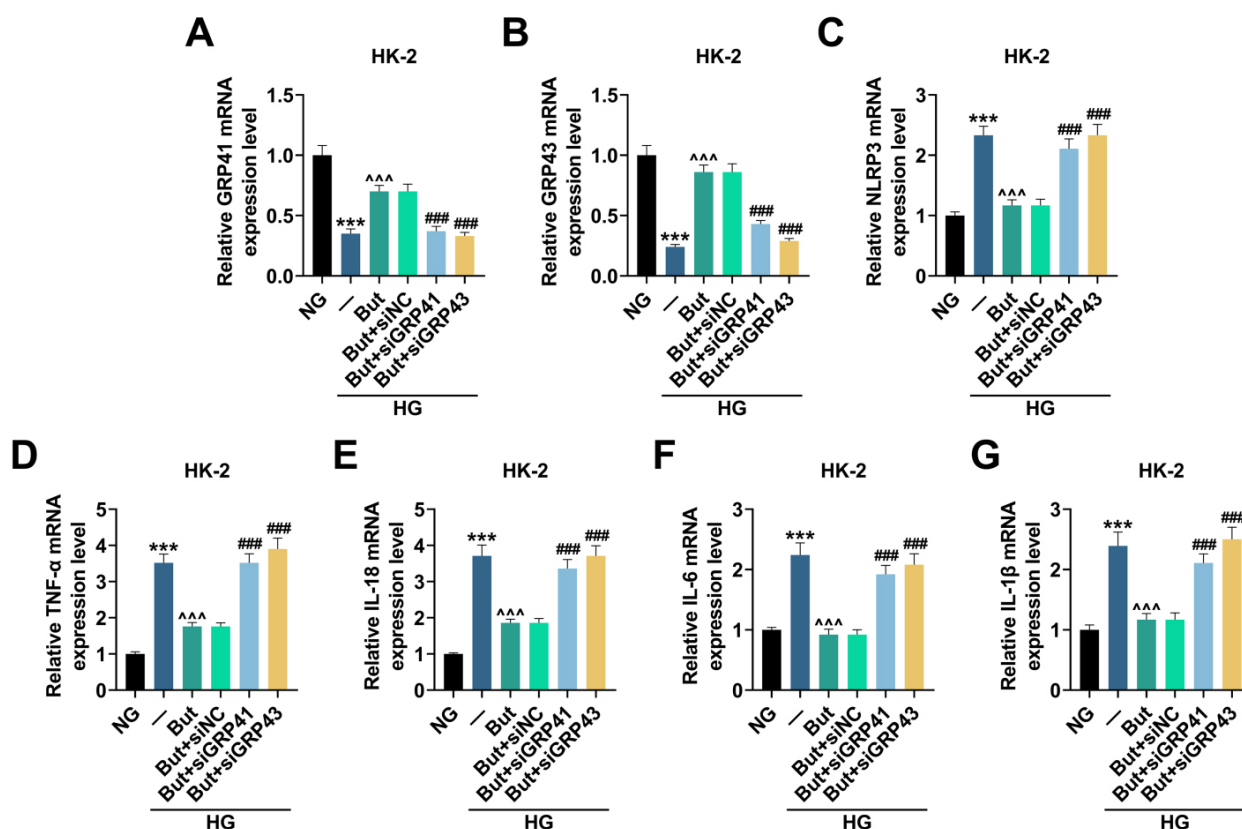 A
HK-2
Relative GRP41 mRNA
expression level
1.5
1.0
0.5
0.0
***
^^^
###
###
NG
—
But
But+siNC
But+siGRP41
But+siGRP43
HG
B
HK-2
Relative GRP43 mRNA
expression level
1.5
1.0
0.5
0.0
***
^^^
###
###
NG
—
But
But+siNC
But+siGRP41
But+siGRP43
HG
C
HK-2
Relative NLRP3 mRNA
expression level
3
2
1
0
***
^^^
###
###
NG
—
But
But+siNC
But+siGRP41
But+siGRP43
HG
D
HK-2
Relative TNF-α mRNA
expression level
5
4
3
2
1
0
***
^^^
###
###
NG
—
But
But+siNC
But+siGRP41
But+siGRP43
HG
E
HK-2
Relative IL-18 mRNA
expression level
5
4
3
2
1
0
***
^^^
###
###
NG
—
But
But+siNC
But+siGRP41
But+siGRP43
HG
F
HK-2
Relative IL-6 mRNA
expression level
3
2
1
0
***
^^^
###
###
NG
—
But
But+siNC
But+siGRP41
But+siGRP43
HG
G
HK-2
Relative IL-1β mRNA
expression level
3
2
1
0
***
^^^
###
###
NG
—
But
But+siNC
But+siGRP41
But+siGRP43
HG